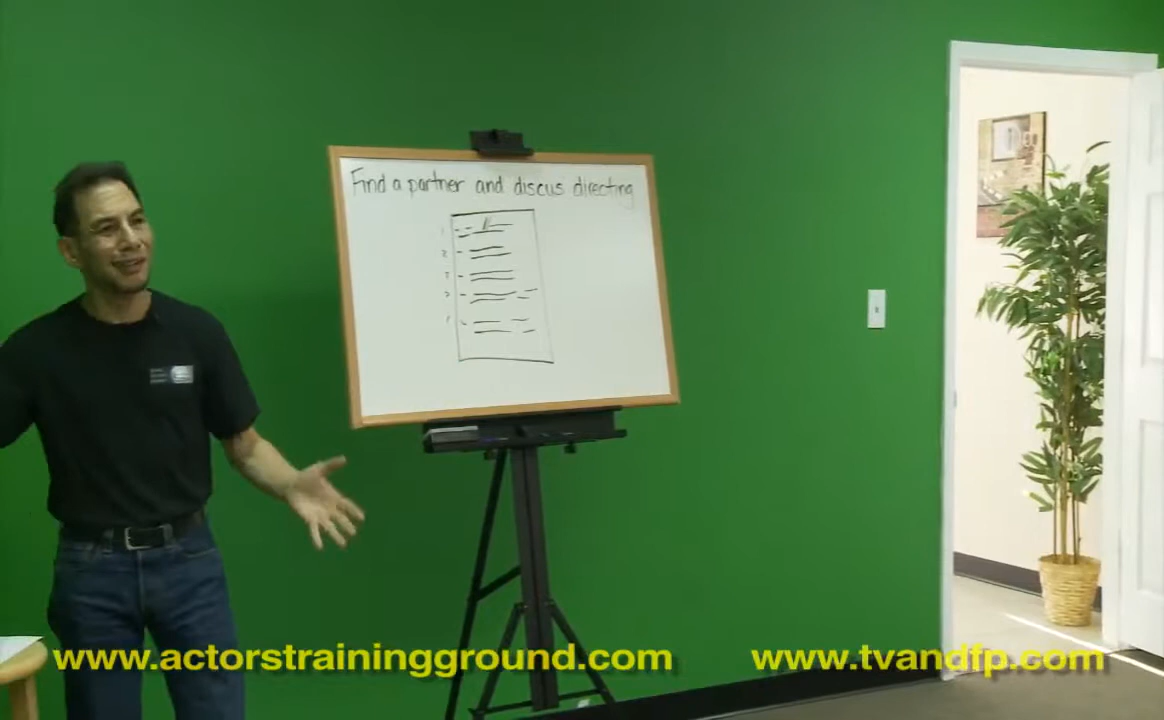 Find a partner and discus directing
www.actorstrainingground.com
www.tvandfp.com